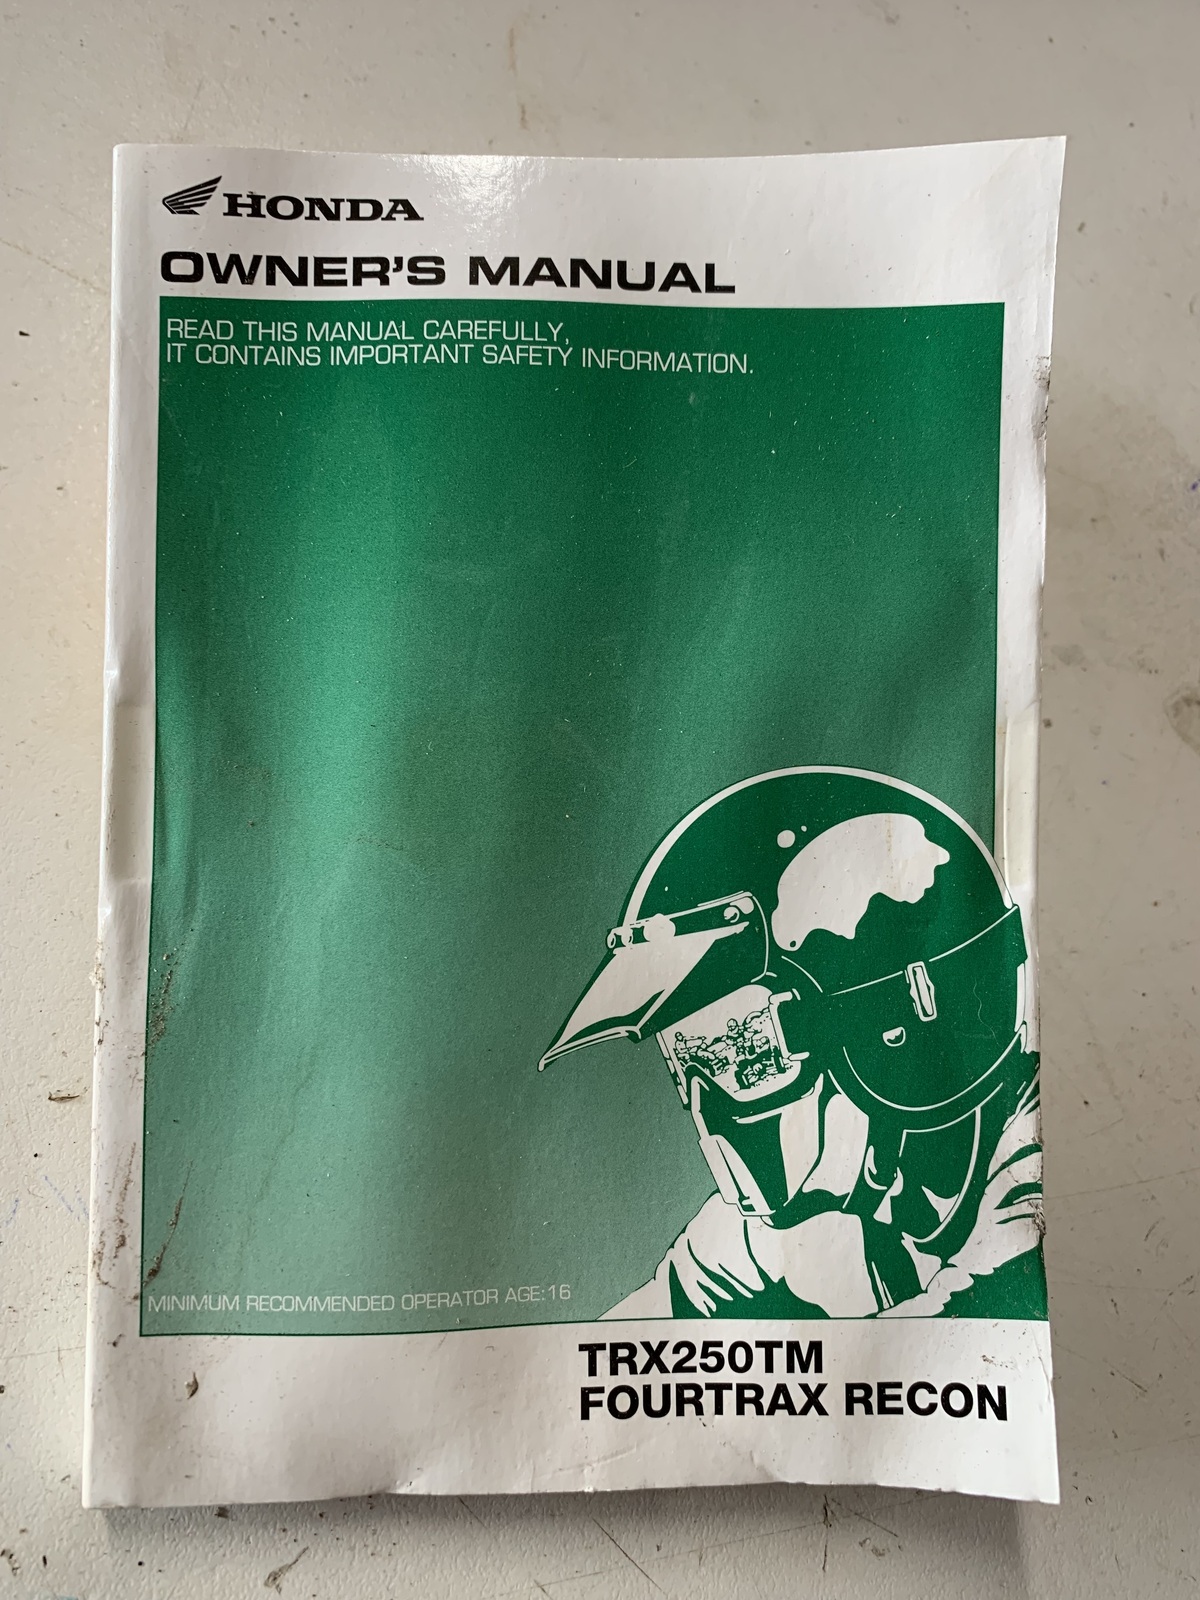 HONDA
OWNER'S MANUAL
READ THIS MANUAL CAREFULLY,
IT CONTAINS IMPORTANT SAFETY INFORMATION.
MINIMUM RECOMMENDED OPERATOR AGE:16
TRX250TM
FOURTRAX RECON